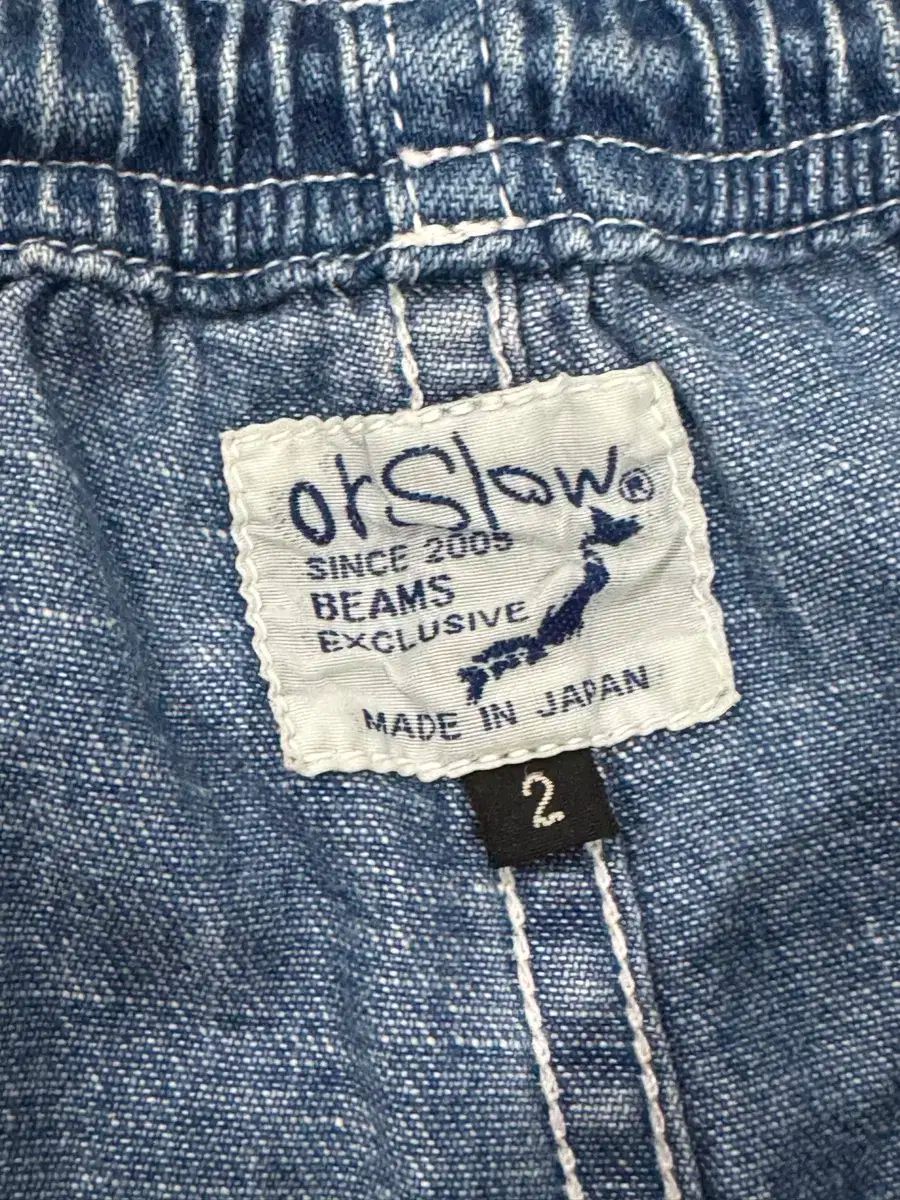 orSlow®
SINCE 2005
BEAMS
EXCLUSIVE
MADE IN JAPAN
2